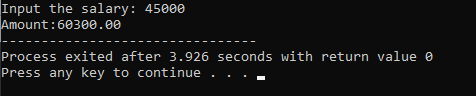 Input the salary: 45000
Amount:60300.00
--------------------------------
Process exited after 3.926 seconds with return value 0
Press any key to continue . . .